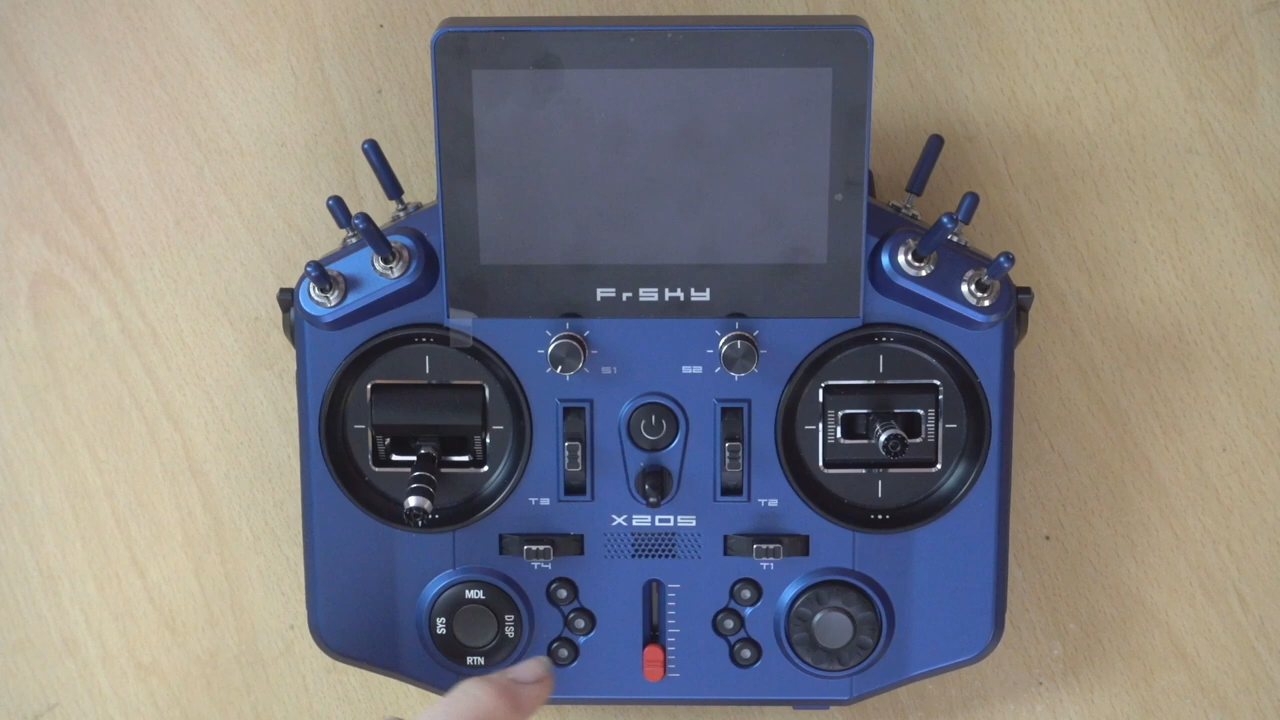 FrSKY
S1
S2
T3
T2
X20S
T4
T1
MDL
SYS
DISP
RTN